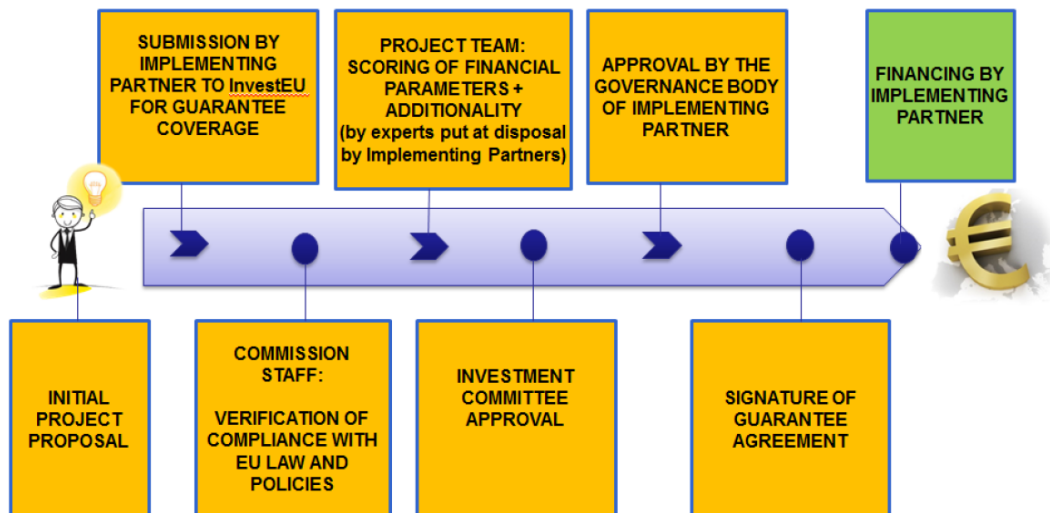 SUBMISSION BY
IMPLEMENTING
PARTNER TO InvestEU
FOR GUARANTEE
COVERAGE
PROJECT TEAM:
SCORING OF FINANCIAL
PARAMETERS +
ADDITIONALITY
(by experts put at disposal
by Implementing Partners)
APPROVAL BY THE
GOVERNANCE BODY
OF IMPLEMENTING
PARTNER
FINANCING BY
IMPLEMENTING
PARTNER
INITIAL
PROJECT
PROPOSAL
COMMISSION
STAFF:
VERIFICATION OF
COMPLIANCE WITH
EU LAW AND
POLICIES
INVESTMENT
COMMITTEE
APPROVAL
SIGNATURE OF
GUARANTEE
AGREEMENT